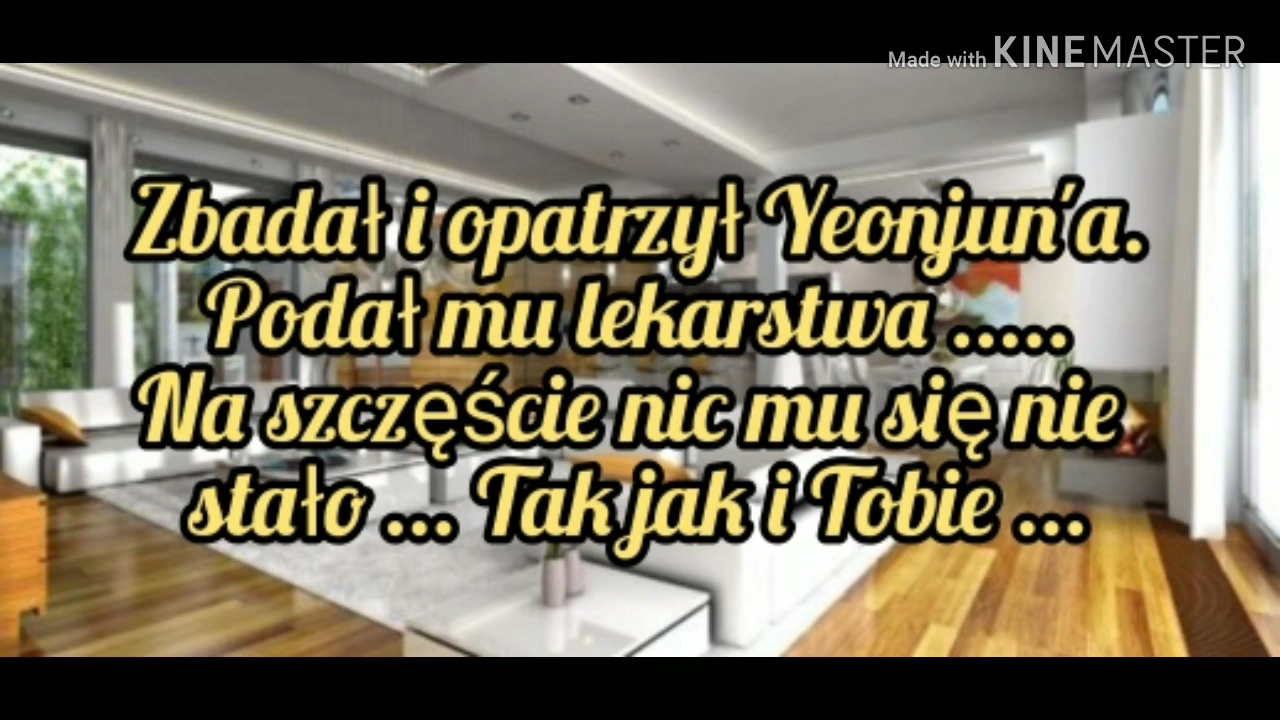 Made with KINEMASTER
Zbadał i opatrzył Yeonjun'a.
Podał mu lekarstwa .....
Na szczęście nic mu się nie
stało ... Tak jak i Tobie ...